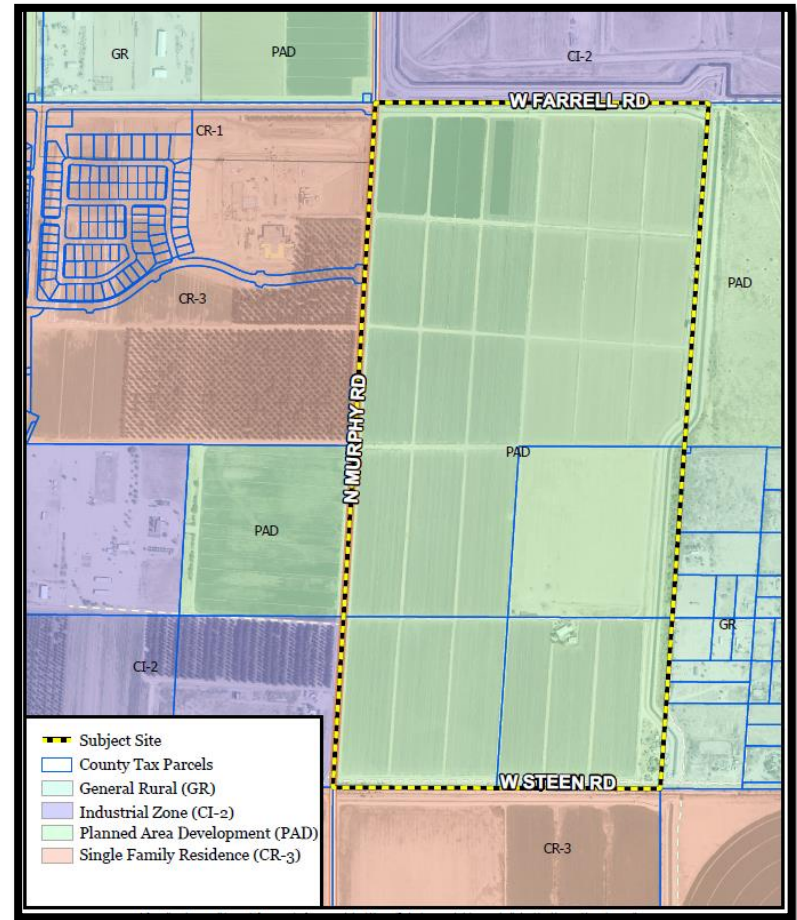 GR
PAD
CI-2
W FARRELL RD
CR-1
PAD
CR-3
N MURPHY RD
PAD
PAD
GR
CI-2
W STEEN RD
CR-3
Subject Site
County Tax Parcels
General Rural (GR)
Industrial Zone (CI-2)
Planned Area Development (PAD)
Single Family Residence (CR-3)